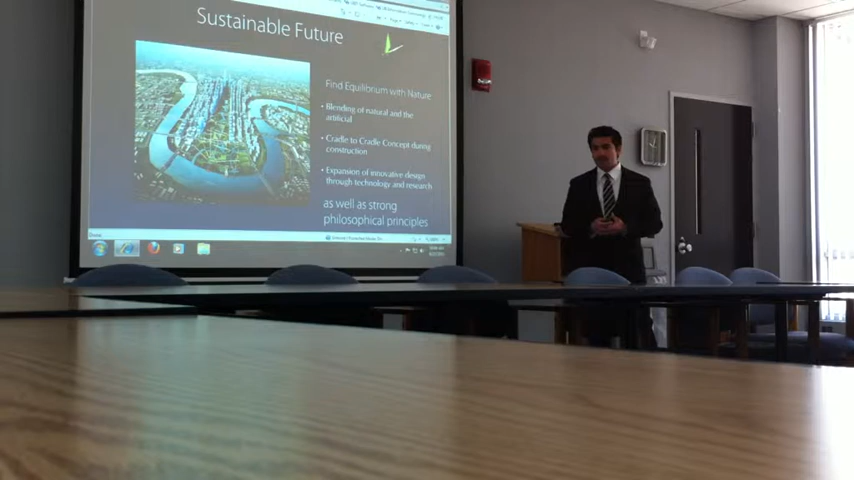 Sustainable Future
Find Equilibrium with Nature
• Blending of natural and the
artificial
• Cradle to Cradle Concept during
construction
• Expansion of innovative design
through technology and research
as well as strong
philosophical principles